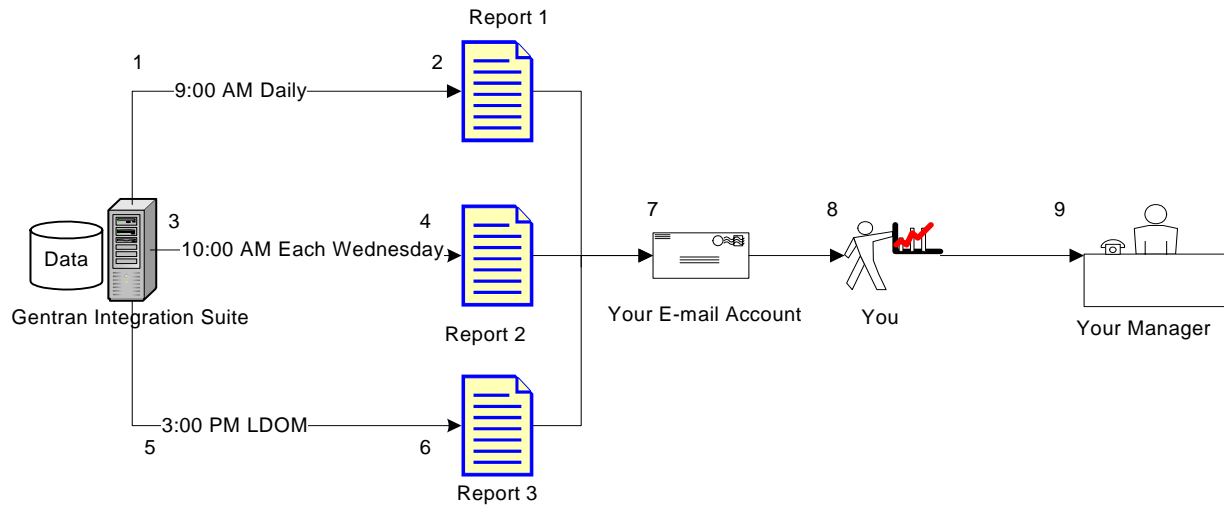 Report 1
1
2
9:00 AM Daily
3
4
7
8
9
Data
10:00 AM Each Wednesday
Gentran Integration Suite
Report 2
Your E-mail Account
You
Your Manager
3:00 PM LDOM
5
6
Report 3